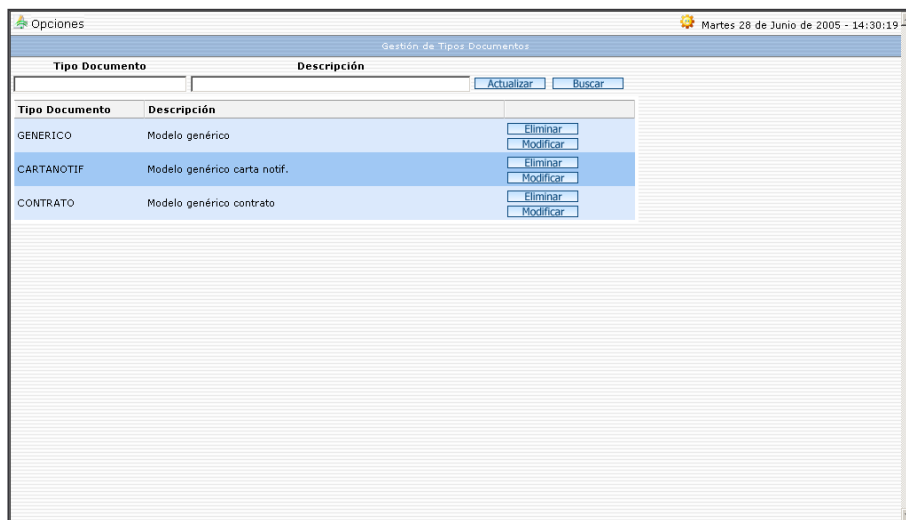 Opciones
Martes 28 de Junio de 2005 - 14:30:19
Gestión de Tipos Documentos
Tipo Documento Descripción
Actualizar Buscar
Tipo Documento Descripción
GENERICO Modelo genérico Eliminar
Modificar
CARTANOTIF Modelo genérico carta notif. Eliminar
Modificar
CONTRATO Modelo genérico contrato Eliminar
Modificar